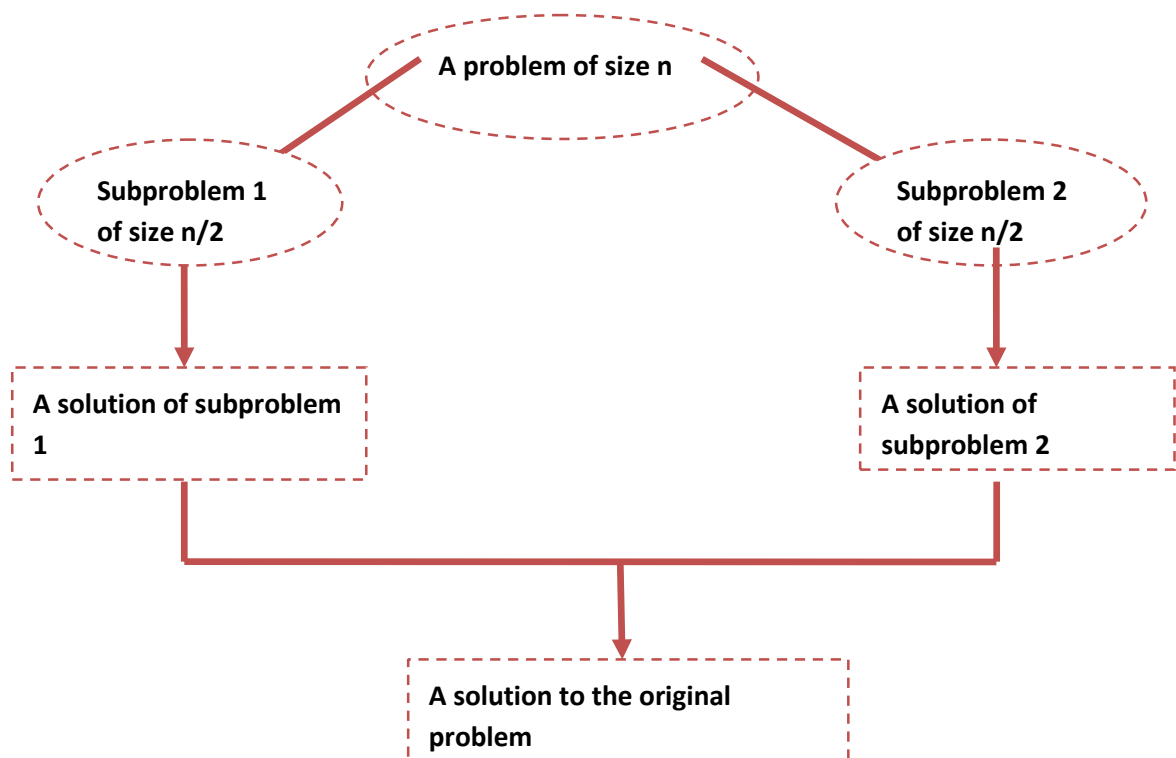 A problem of size n
Subproblem 1
of size n/2
Subproblem 2
of size n/2
A solution of subproblem
1
A solution of
subproblem 2
A solution to the original
problem